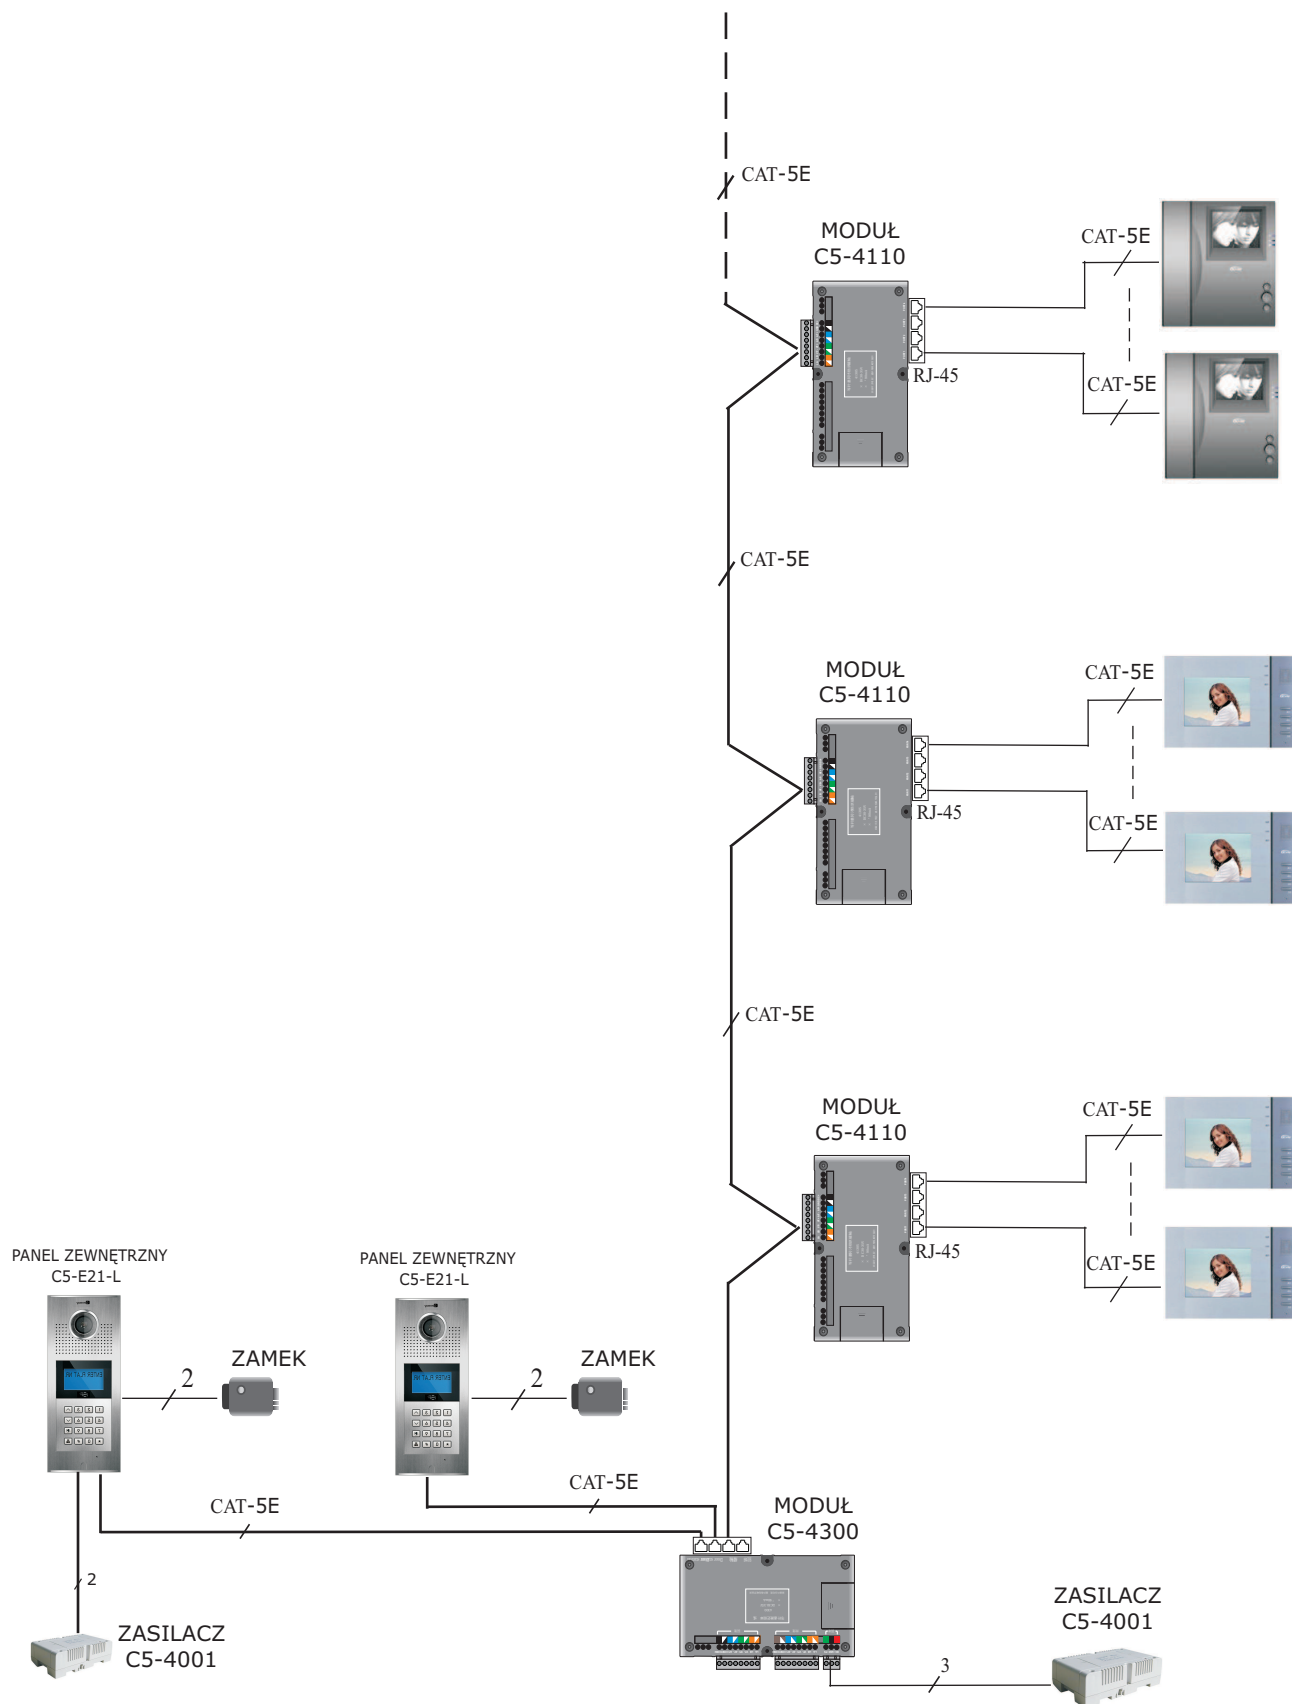 CAT-5E
MODUŁ
C5-4110
CAT-5E
RJ-45
CAT-5E
CAT-5E
MODUŁ
C5-4110
CAT-5E
RJ-45
CAT-5E
CAT-5E
MODUŁ
C5-4110
CAT-5E
RJ-45
CAT-5E
PANEL ZEWNĘTRZNY
C5-E21-L
PANEL ZEWNĘTRZNY
C5-E21-L
2
ZAMEK
2
ZAMEK
CAT-5E
CAT-5E
MODUŁ
C5-4300
2
ZASILACZ
C5-4001
3
ZASILACZ
C5-4001